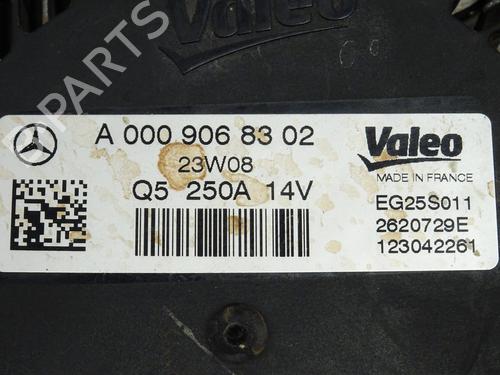 Valeo
B-PARTS
A 000 906 83 02
23W08
Q5 250A 14V
Valeo
MADE IN FRANCE
EG25S011
2620729E
123042261